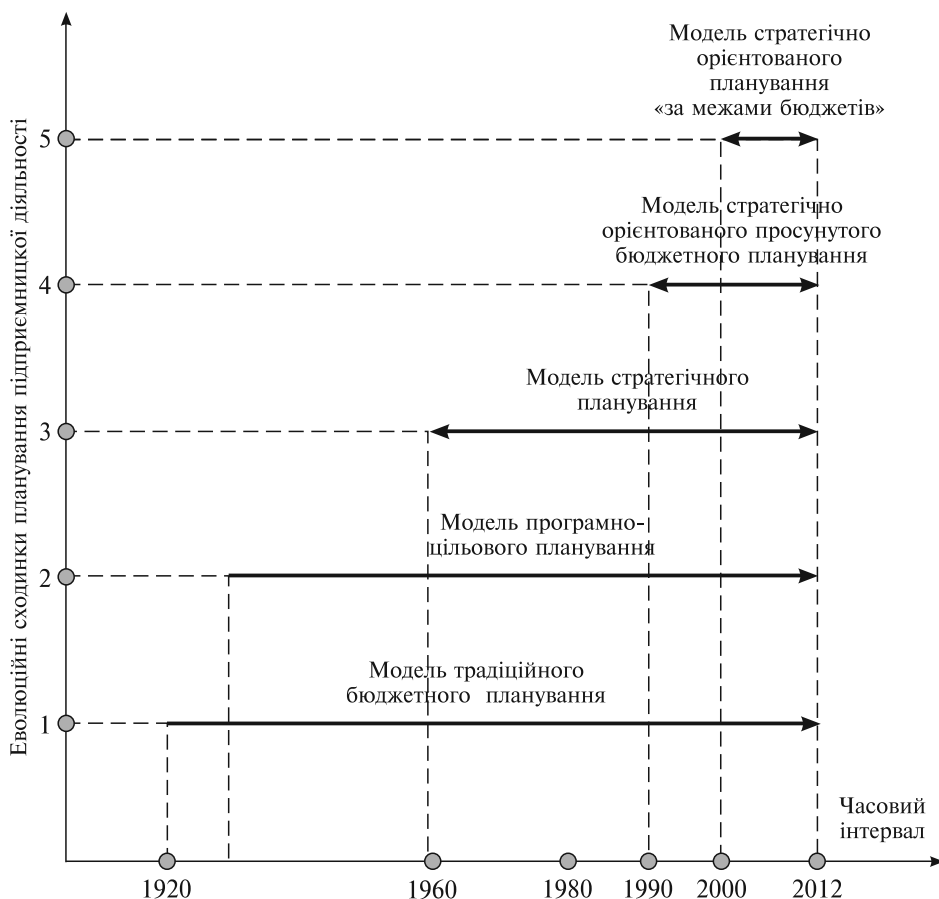 Еволюційні сходинки планування підприємницької діяльності
Модель стратегічно
орієнтованого
планування
«за межами бюджетів»
5
Модель стратегічно
орієнтованого просунутого
бюджетного планування
4
Модель стратегічного
планування
3
Модель програмно-
цільового планування
2
Модель традіційного
бюджетного планування
1
Часовий
інтервал
1920
1960
1980
1990
2000
2012